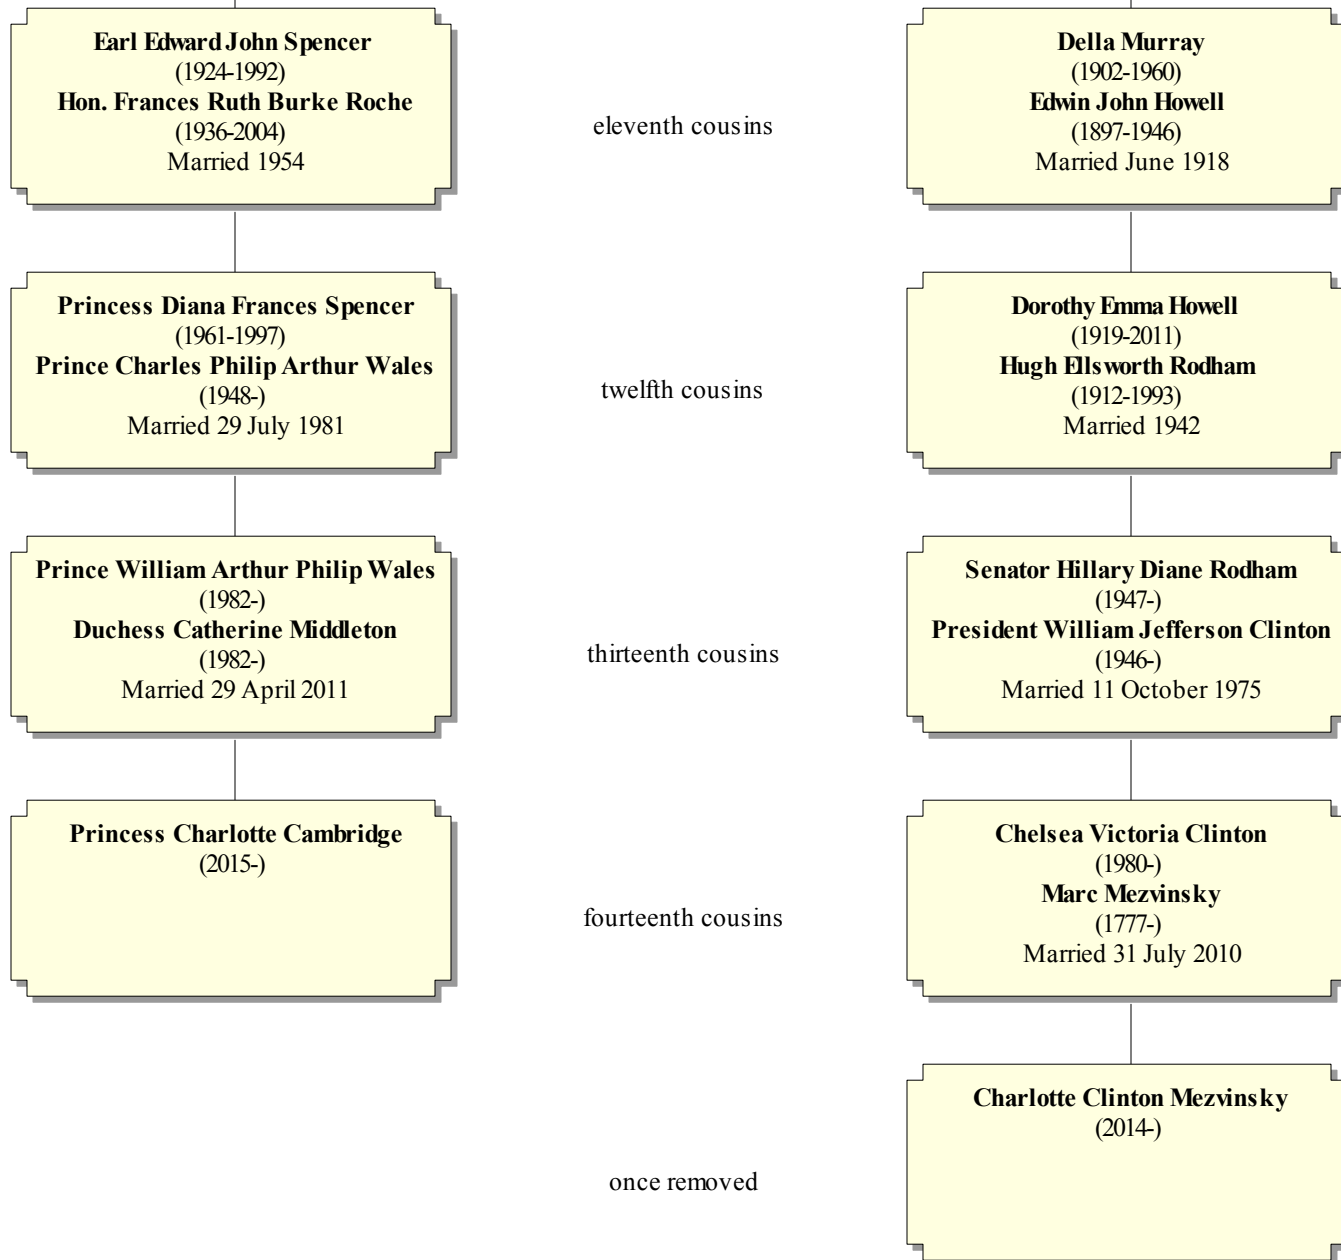 Earl Edward John Spencer
(1924-1992)
Hon. Frances Ruth Burke Roche
(1936-2004)
Married 1954
eleventh cousins
Della Murray
(1902-1960)
Edwin John Howell
(1897-1946)
Married June 1918
Princess Diana Frances Spencer
(1961-1997)
Prince Charles Philip Arthur Wales
(1948-)
Married 29 July 1981
twelfth cousins
Dorothy Emma Howell
(1919-2011)
Hugh Ellsworth Rodham
(1912-1993)
Married 1942
Prince William Arthur Philip Wales
(1982-)
Duchess Catherine Middleton
(1982-)
Married 29 April 2011
thirteenth cousins
Senator Hillary Diane Rodham
(1947-)
President William Jefferson Clinton
(1946-)
Married 11 October 1975
Princess Charlotte Cambridge
(2015-)
fourteenth cousins
Chelsea Victoria Clinton
(1980-)
Marc Mezvinsky
(1777-)
Married 31 July 2010
once removed
Charlotte Clinton Mezvinsky
(2014-)